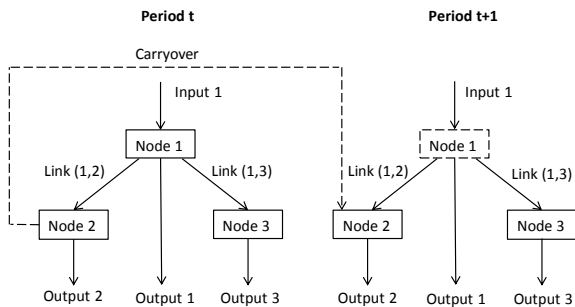 Period t
Period t+1
Carryover
Input 1
Input 1
Node 1
Node 1
Link (1,2)
Link (1,3)
Link (1,2)
Link (1,3)
Node 2
Node 3
Node 2
Node 3
Output 2
Output 1
Output 3
Output 2
Output 1
Output 3